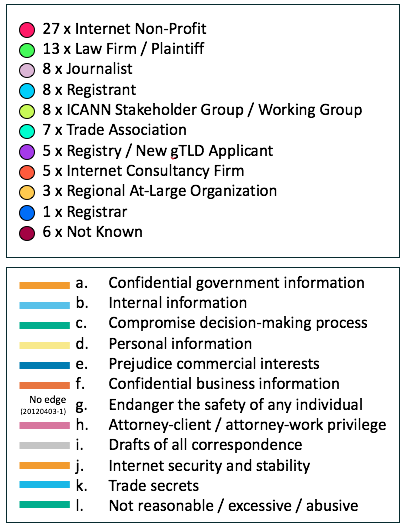 27 x Internet Non-Profit
13 x Law Firm / Plaintiff
8 x Journalist
8 x Registrant
8 x ICANN Stakeholder Group / Working Group
7 x Trade Association
5 x Registry / New gTLD Applicant
5 x Internet Consultancy Firm
3 x Regional At-Large Organization
1 x Registrar
6 x Not Known
a. Confidential government information
b. Internal information
c. Compromise decision-making process
d. Personal information
e. Prejudice commercial interests
f. Confidential business information
No edge
(20120403-1) g. Endanger the safety of any individual
h. Attorney-client / attorney-work privilege
i. Drafts of all correspondence
j. Internet security and stability
k. Trade secrets
l. Not reasonable / excessive / abusive